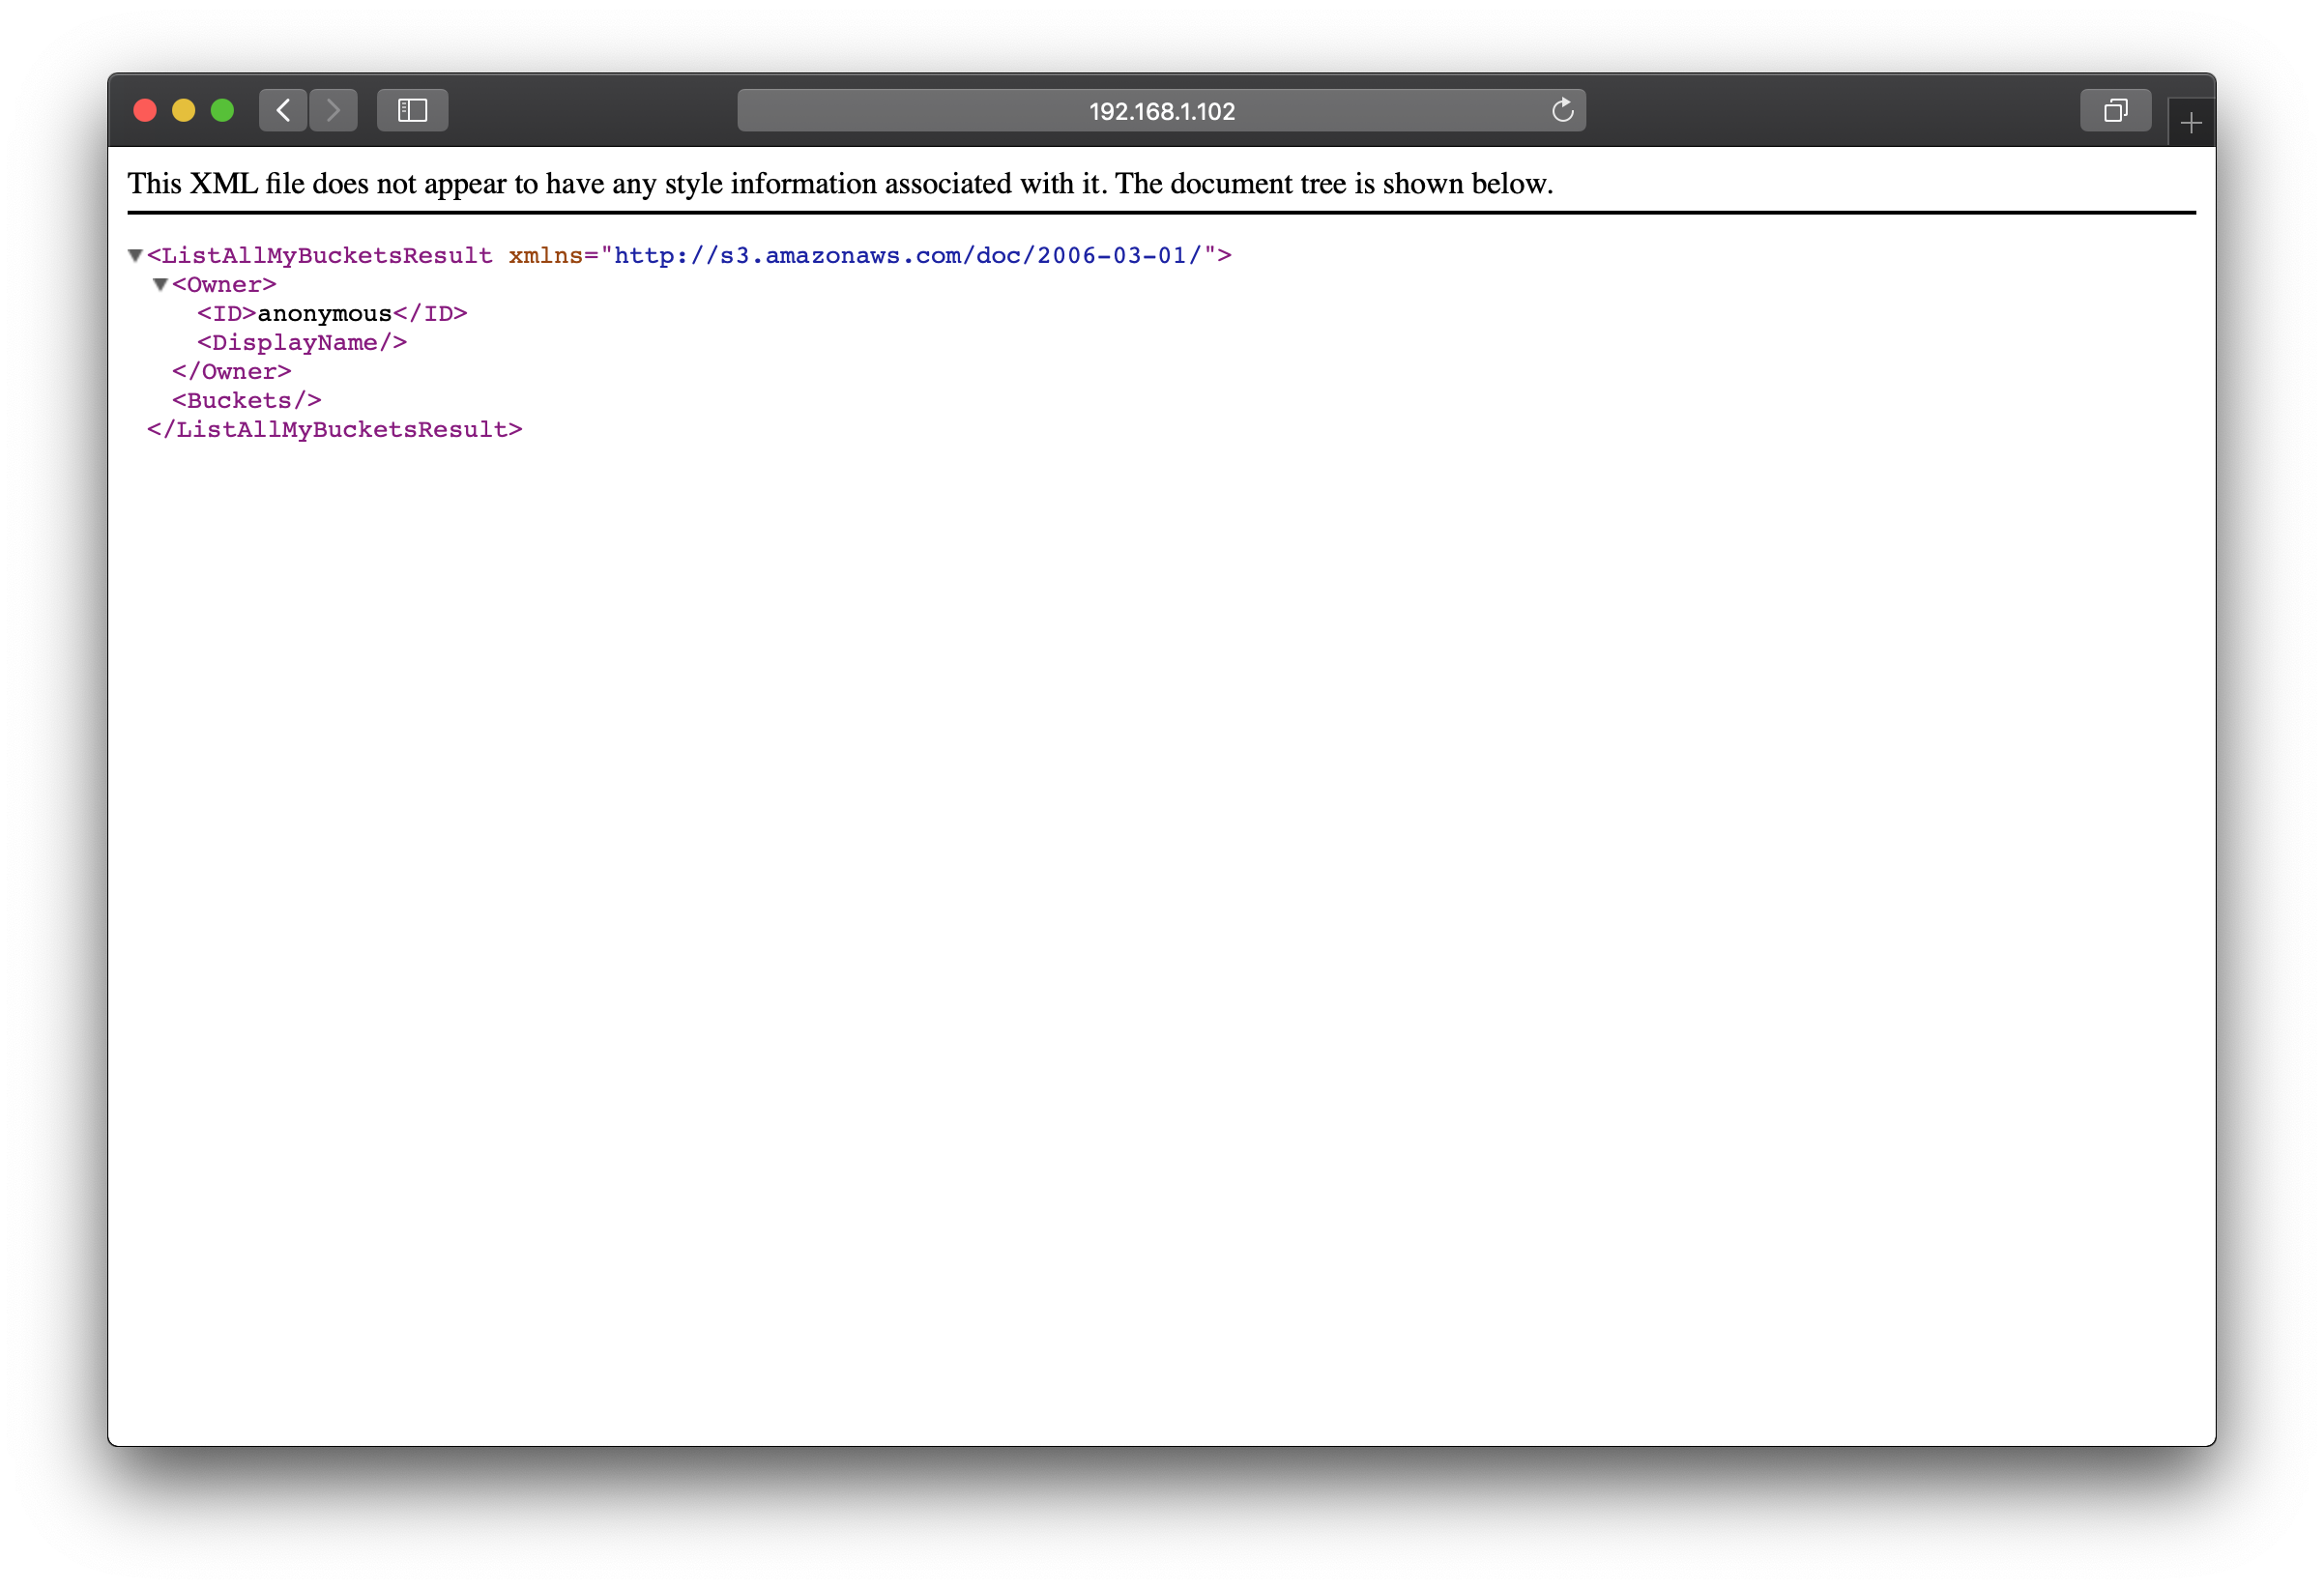 192.168.1.102
This XML file does not appear to have any style information associated with it. The document tree is shown below.
<ListAllMyBucketsResult xmlns="http://s3.amazonaws.com/doc/2006-03-01/">
<Owner>
<ID>anonymous</ID>
<DisplayName/>
</Owner>
<Buckets/>
</ListAllMyBucketsResult>